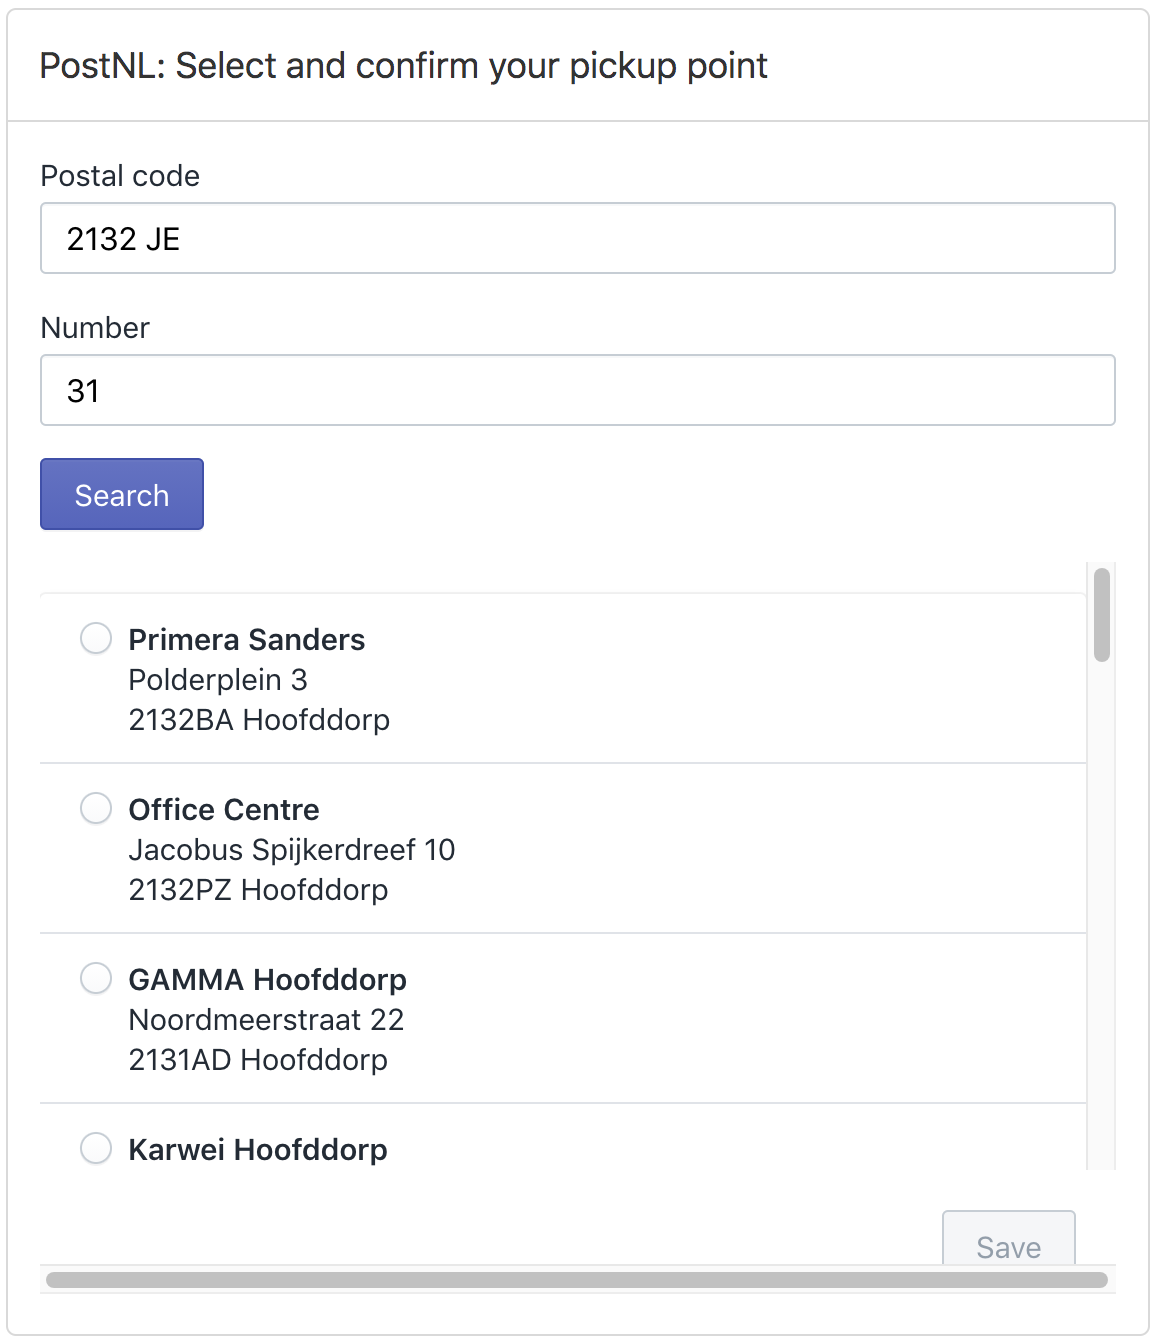 PostNL: Select and confirm your pickup point
Postal code
2132 JE
Number
31
Search
Primera Sanders
Polderplein 3
2132BA Hoofddorp
Office Centre
Jacobus Spijkerdreef 10
2132PZ Hoofddorp
GAMMA Hoofddorp
Noordmeerstraat 22
2131AD Hoofddorp
Karwei Hoofddorp
Save